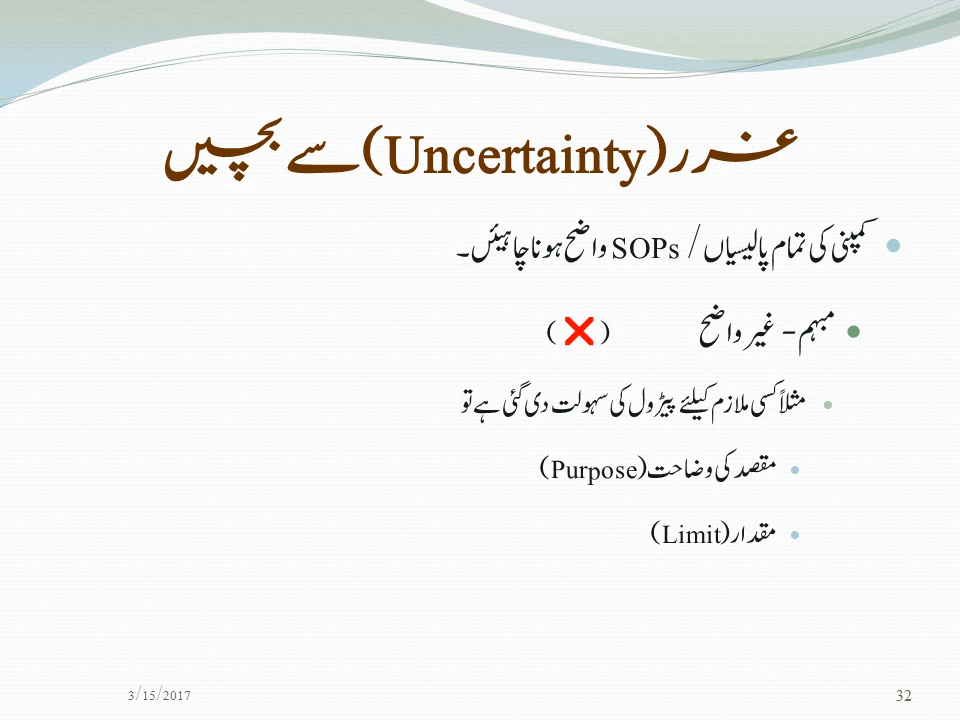 غرر(Uncertainty)سے بچیں
کمپنی کی تمام پالیسیاں/ SOPs واضح ہونا چاہیئں۔
مبہم- غیر واضح (❌)
مثلاً کسی ملازم کیلئے پیڑول کی سہولت دی گئی ہے تو
مقصد کی وضاحت(Purpose)
مقدار(Limit)
3/15/2017
32